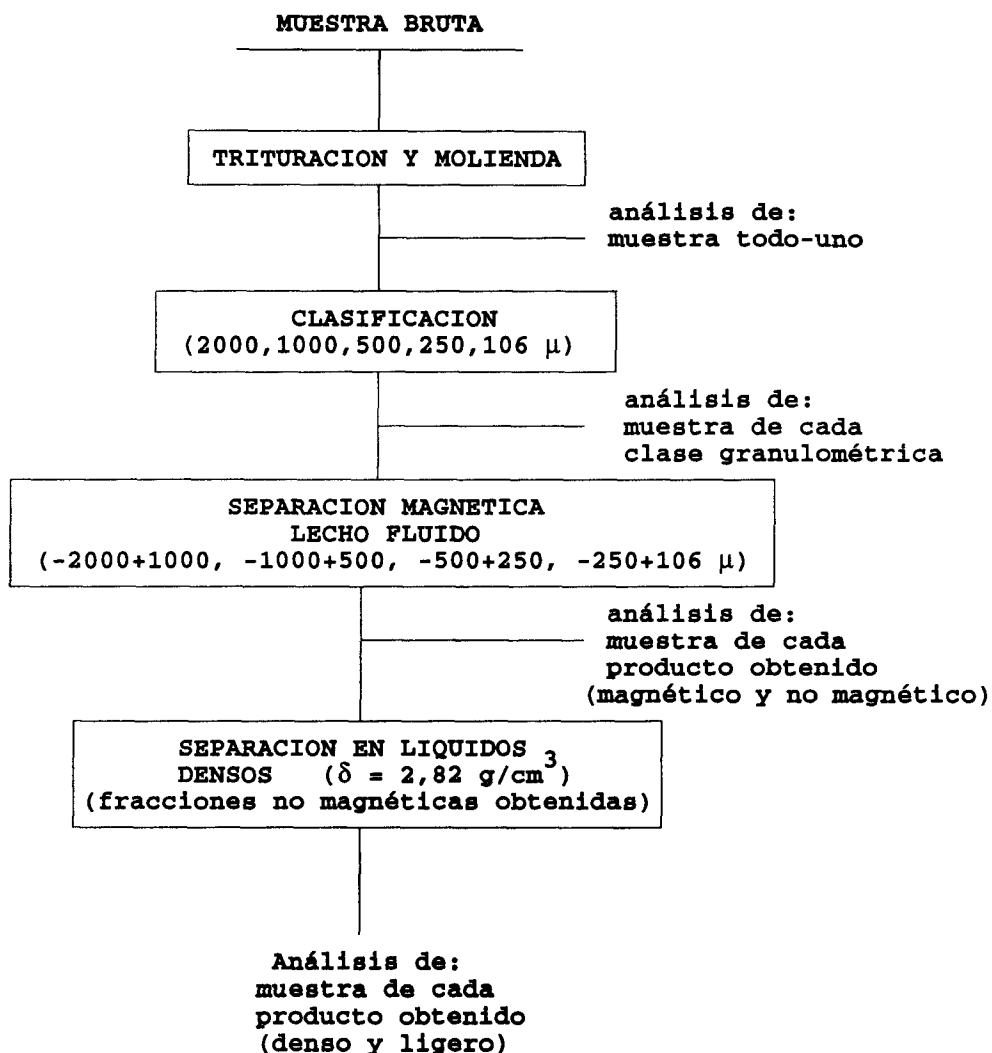 MUESTRA BRUTA
TRITURACION Y MOLIENDA
análisis de:
muestra todo-uno
CLASIFICACION
(2000,1000,500,250,106 μ)
análisis de:
muestra de cada
clase granulométrica
SEPARACION MAGNETICA
LECHO FLUIDO
(-2000+1000, -1000+500, -500+250, -250+106 μ)
análisis de:
muestra de cada
producto obtenido
(magnético y no magnético)
SEPARACION EN LIQUIDOS
DENSOS (δ = 2,82 g/cm³)
(fracciones no magnéticas obtenidas)
Análisis de:
muestra de cada
producto obtenido
(denso y ligero)